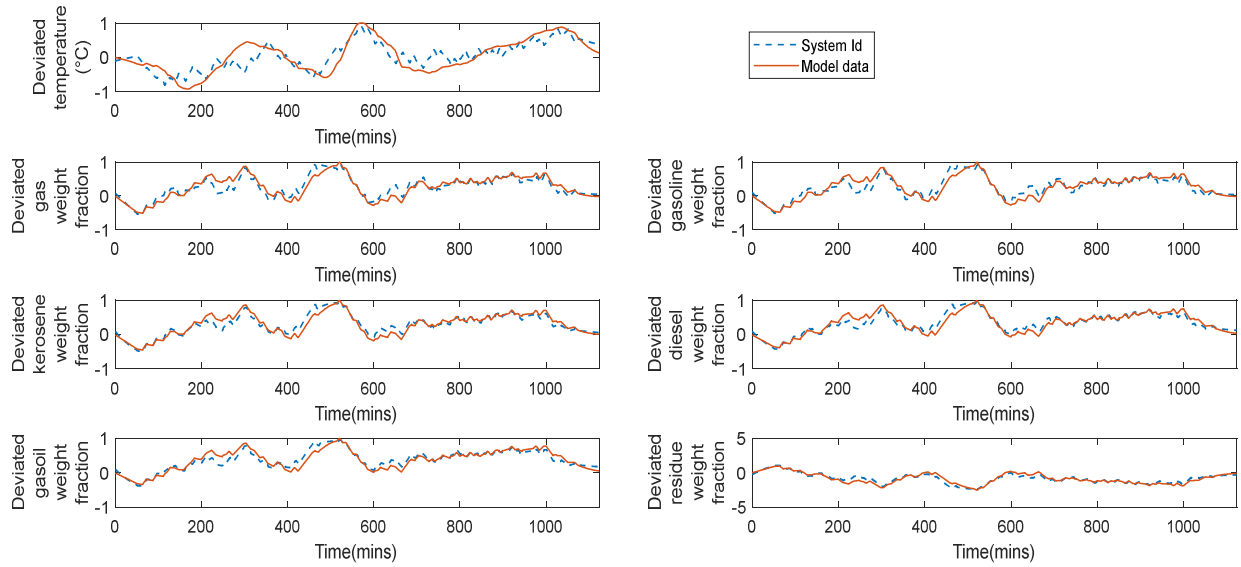 Deviated
temperature
(°C)
1
0
-1
0 200 400 600 800 1000
Time(mins)
System Id
Model data
Deviated
gas
weight
fraction
1
0
-1
0 200 400 600 800 1000
Time(mins)
Deviated
gasoline
weight
fraction
1
0
-1
0 200 400 600 800 1000
Time(mins)
Deviated
kerosene
weight
fraction
1
0
-1
0 200 400 600 800 1000
Time(mins)
Deviated
diesel
weight
fraction
1
0
-1
0 200 400 600 800 1000
Time(mins)
Deviated
gasoil
weight
fraction
1
0
-1
0 200 400 600 800 1000
Time(mins)
Deviated
residue
weight
fraction
5
0
-5
0 200 400 600 800 1000
Time(mins)